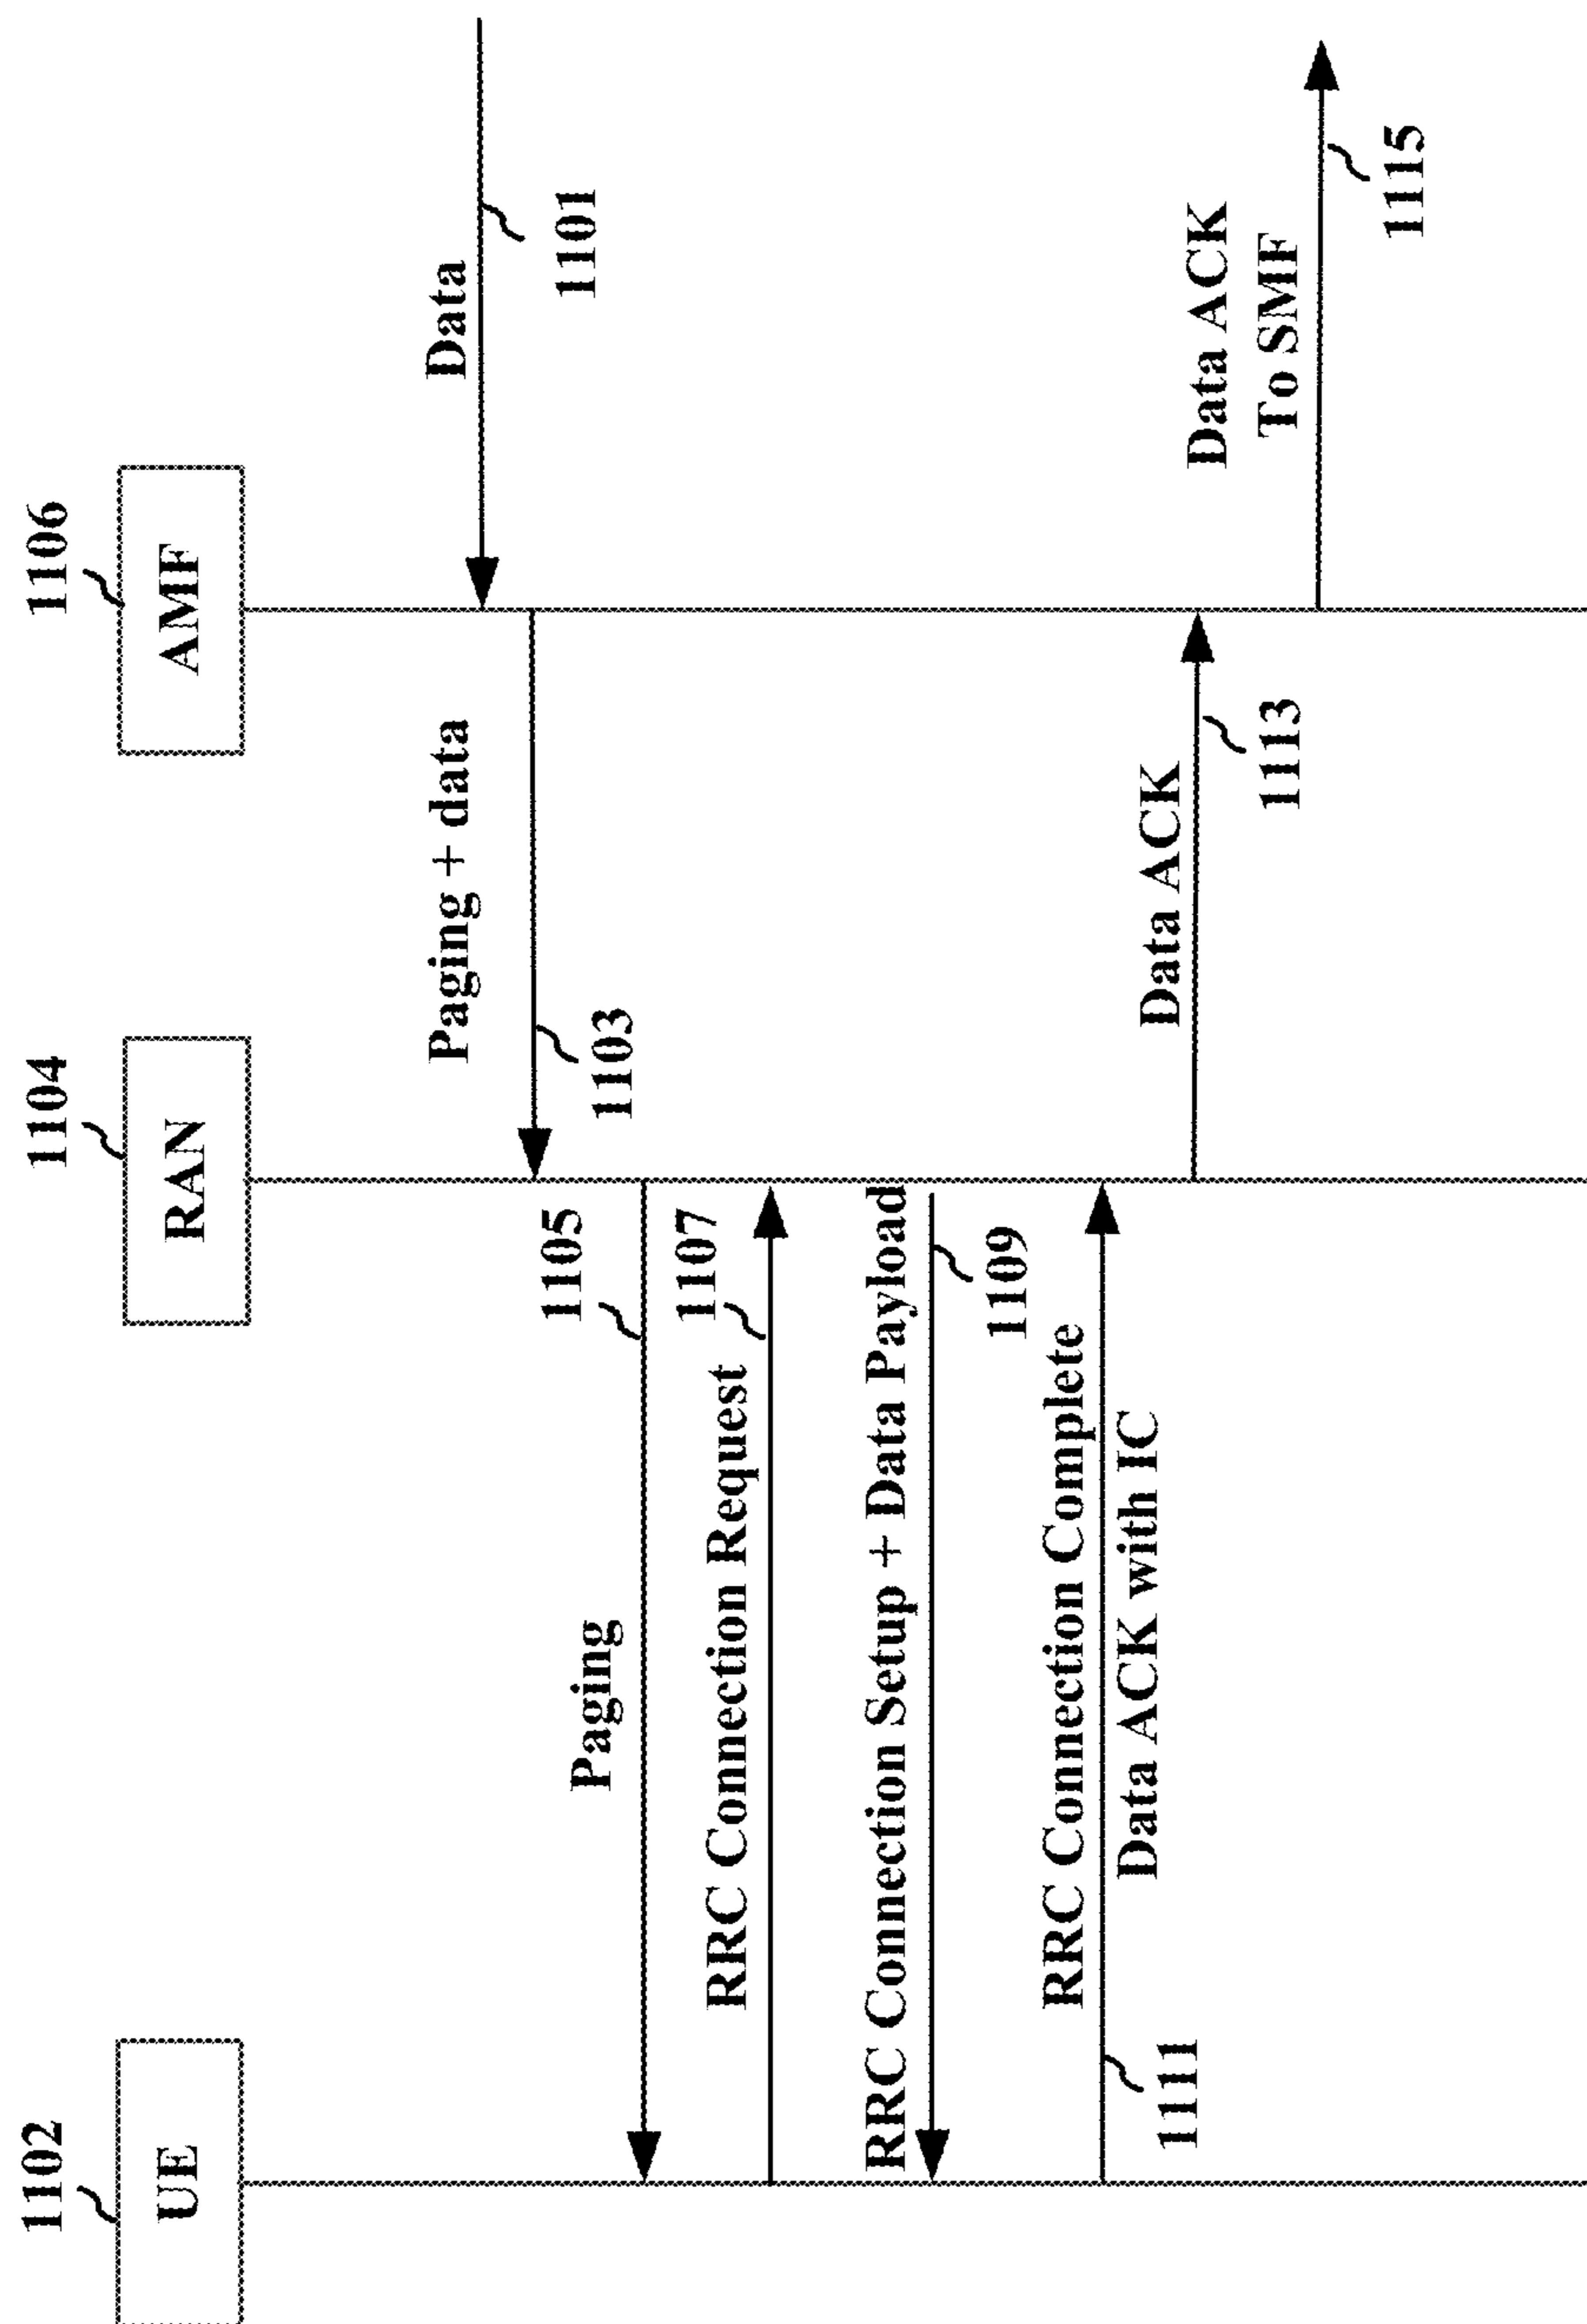 1102
UE
1104
RAN
1106
AMF
Data
1101
Paging + data
1103
1105
Paging
1107
RRC Connection Request
RRC Connection Setup + Data Payload
1109
RRC Connection Complete
Data ACK with IC
1111
Data ACK
1113
Data ACK
To SMF
1115